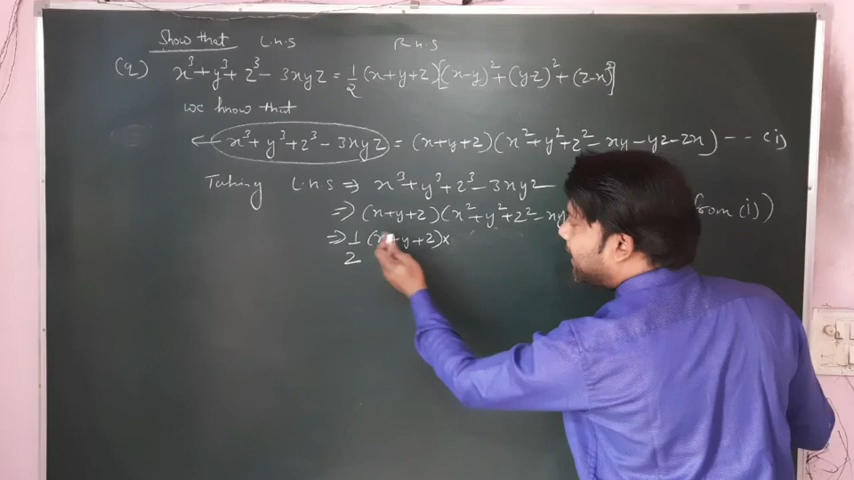 Show that L.H.S R.H.S
(q) x³+y³+z³-3xyz = 1/2 (x+y+z)[(x-y)²+(y-z)²+(z-x)²]
we know that
← x³+y³+z³-3xyz = (x+y+z)(x²+y²+z²-xy-yz-zx) --- (i)
Taking L.H.S ⇒ x³+y³+z³-3xyz -
⇒ (x+y+z)(x²+y²+z²-xy from (i))
⇒ 1/2 (x+y+z)×